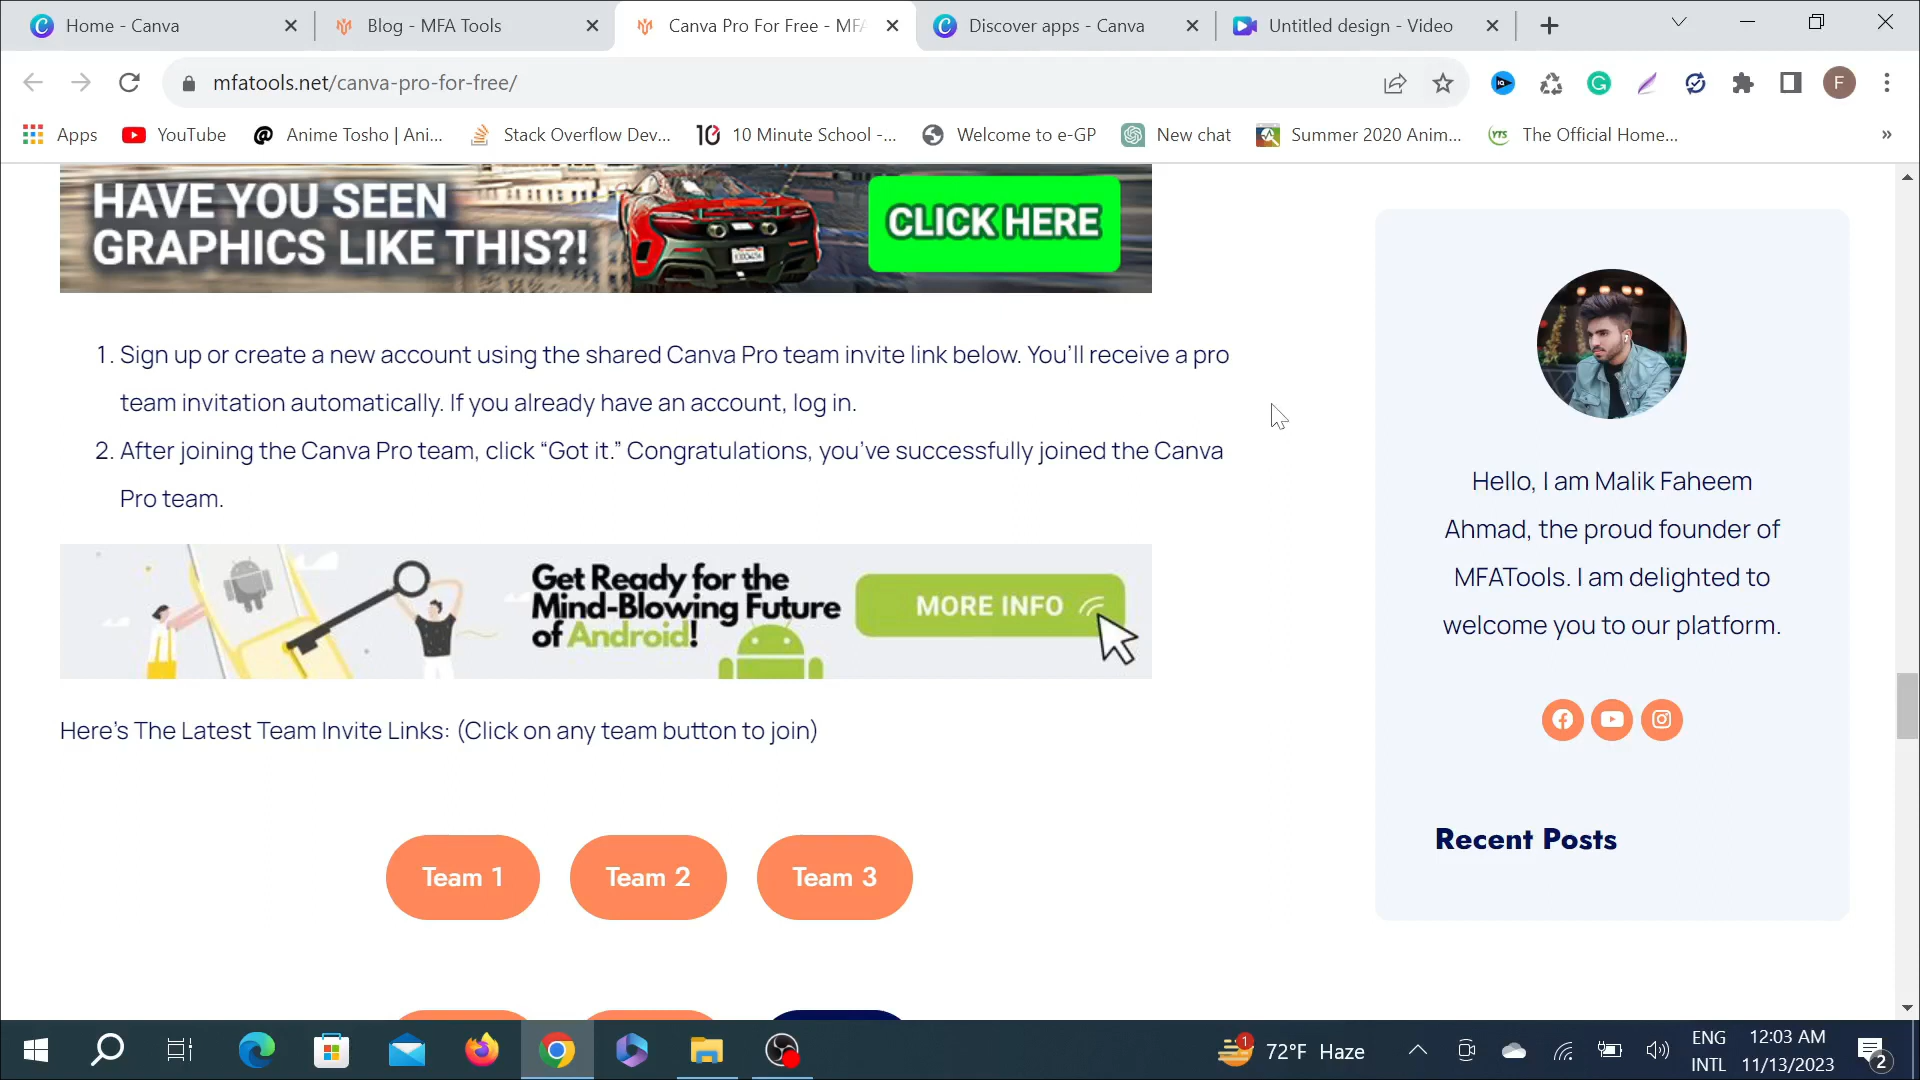 Home - Canva
Blog - MFA Tools
Canva Pro For Free - MFA
Discover apps - Canva
Untitled design - Video
mfatools.net/canva-pro-for-free/
F
Apps
YouTube
Anime Tosho | Ani...
Stack Overflow Dev...
10 Minute School -...
Welcome to e-GP
New chat
Summer 2020 Anim...
YTS
The Official Home...
»
HAVE YOU SEEN
GRAPHICS LIKE THIS?!
CLICK HERE
1. Sign up or create a new account using the shared Canva Pro team invite link below. You’ll receive a pro
team invitation automatically. If you already have an account, log in.
2. After joining the Canva Pro team, click “Got it.” Congratulations, you’ve successfully joined the Canva
Pro team.
Get Ready for the
Mind-Blowing Future
of Android!
MORE INFO
Here’s The Latest Team Invite Links: (Click on any team button to join)
Team 1
Team 2
Team 3
Hello, I am Malik Faheem
Ahmad, the proud founder of
MFATools. I am delighted to
welcome you to our platform.
Recent Posts
1
72°F Haze
ENG
INTL
12:03 AM
11/13/2023
2